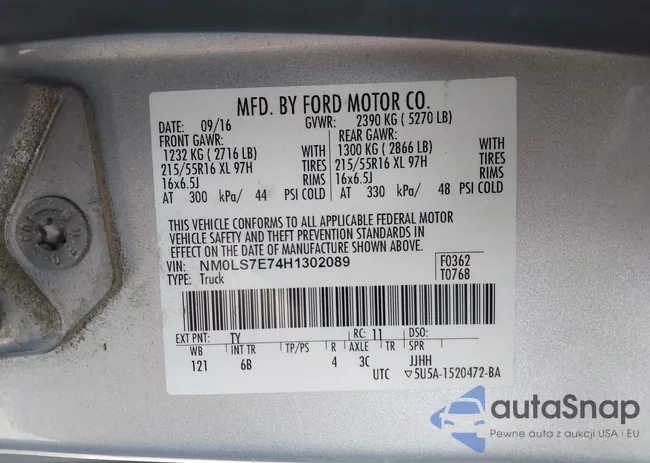 MFD. BY FORD MOTOR CO.
DATE: 09/16 GVWR: 2390 KG ( 5270 LB)
FRONT GAWR: REAR GAWR:
1232 KG ( 2716 LB) WITH 1300 KG ( 2866 LB) WITH
215/55R16 XL 97H TIRES 215/55R16 XL 97H TIRES
16x6.5J RIMS 16x6.5J RIMS
AT 300 kPa/ 44 PSI COLD AT 330 kPa/ 48 PSI COLD
THIS VEHICLE CONFORMS TO ALL APPLICABLE FEDERAL MOTOR
VEHICLE SAFETY AND THEFT PREVENTION STANDARDS IN
EFFECT ON THE DATE OF MANUFACTURE SHOWN ABOVE.
VIN: NM0LS7E74H1302089 F0362
TYPE: Truck T076B
EXT PNT: TY RC: 11 DSO:
WB INT TR TP/PS R AXLE TR SPR
121 6B 4 3C JJHH
UTC ▽5U5A-1520472-BA
autaSnap
Pewne auta z aukcji USA i EU